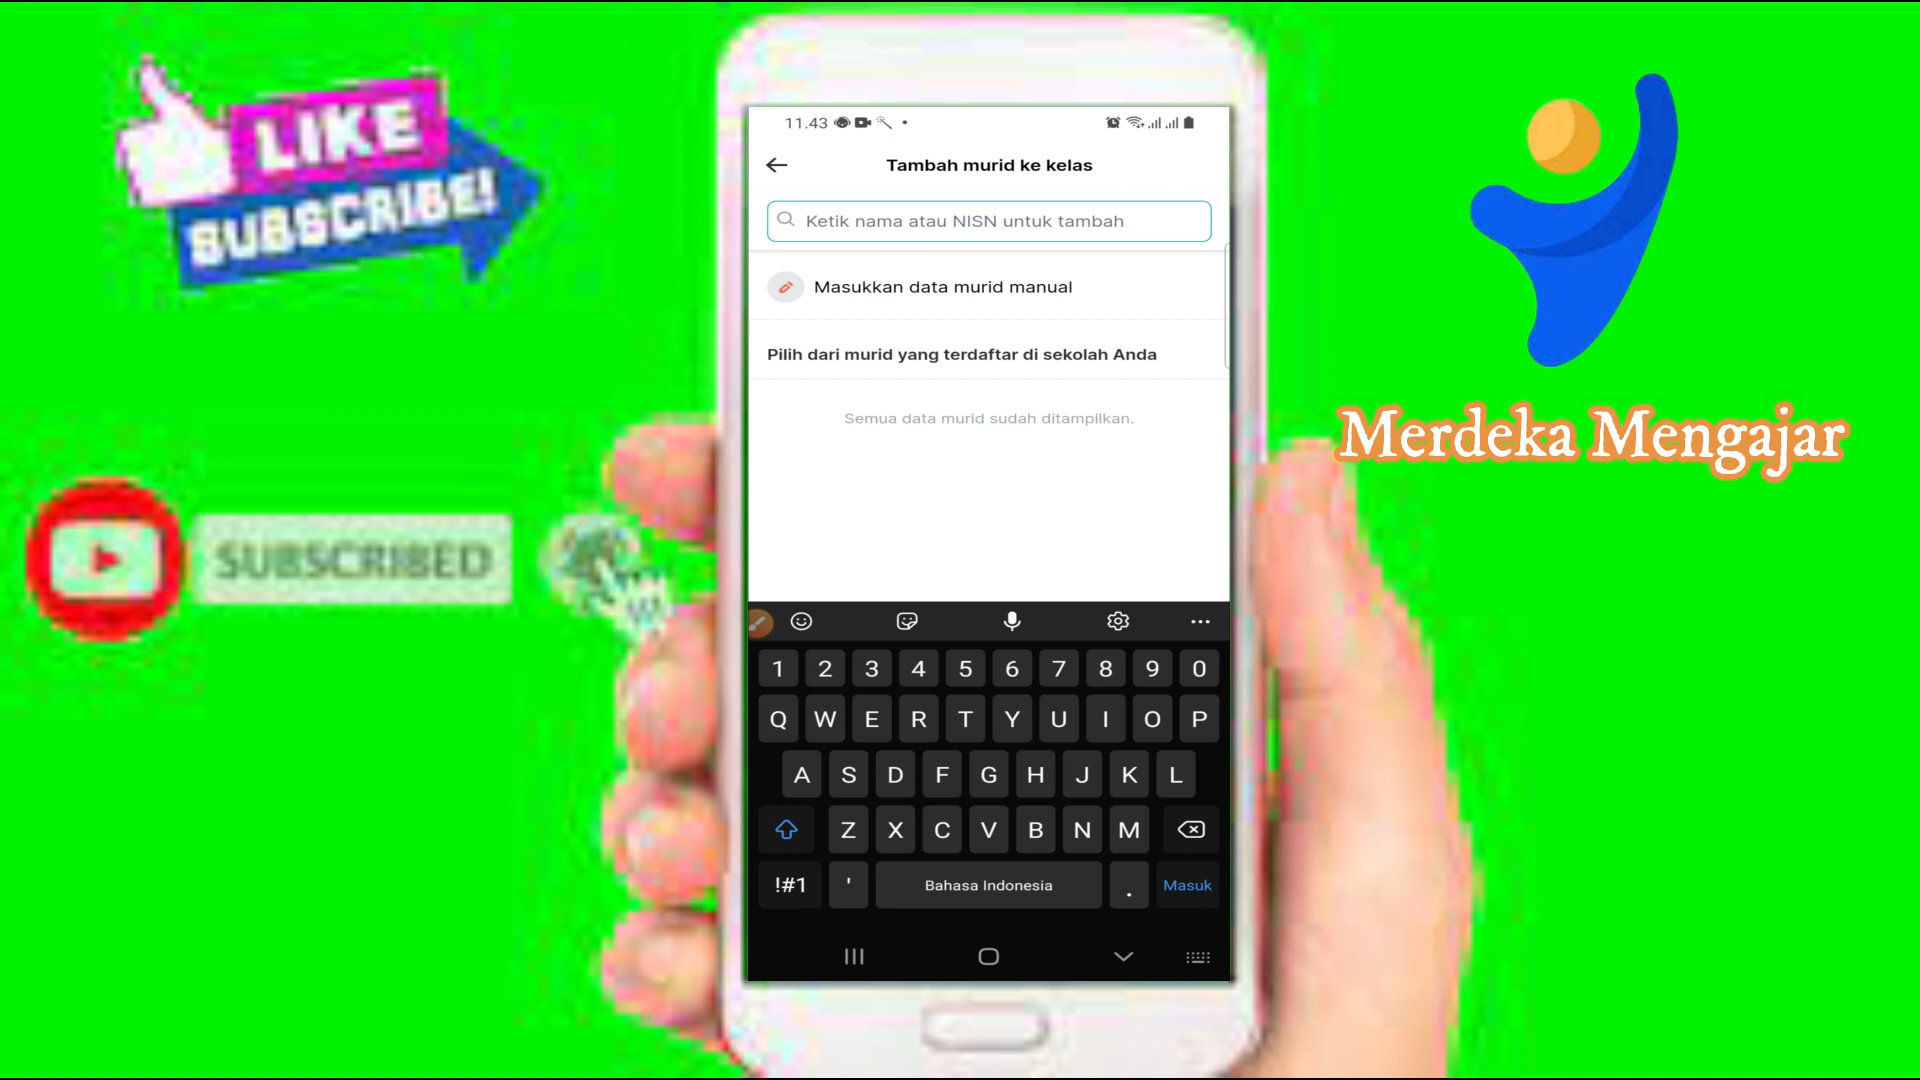 LIKE
SUBSCRIBE!
SUBSCRIBED
11.43
Tambah murid ke kelas
Ketik nama atau NISN untuk tambah
Masukkan data murid manual
Pilih dari murid yang terdaftar di sekolah Anda
Semua data murid sudah ditampilkan.
1 2 3 4 5 6 7 8 9 0
Q W E R T Y U I O P
A S D F G H J K L
Z X C V B N M
!#1 ' Bahasa Indonesia . Masuk
Merdeka Mengajar